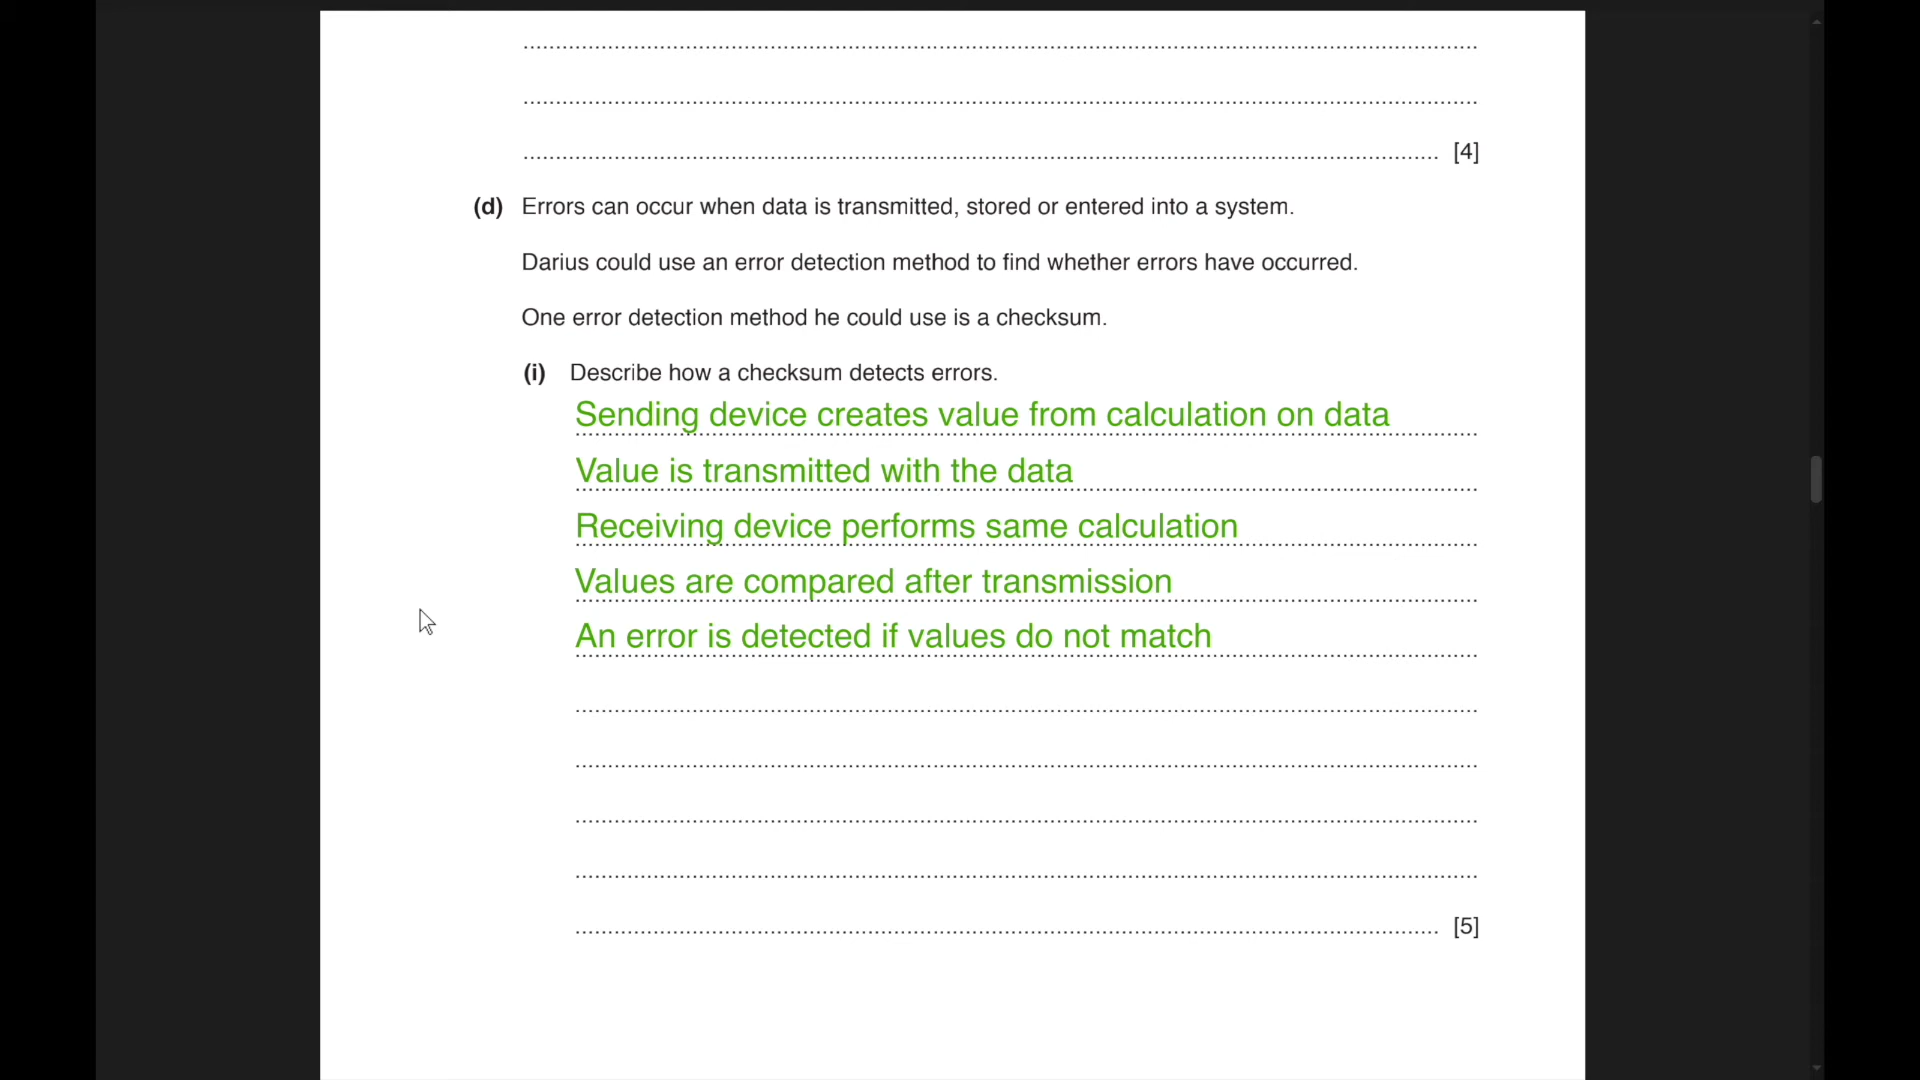 [4]
(d) Errors can occur when data is transmitted, stored or entered into a system.
Darius could use an error detection method to find whether errors have occurred.
One error detection method he could use is a checksum.
(i) Describe how a checksum detects errors.
Sending device creates value from calculation on data
Value is transmitted with the data
Receiving device performs same calculation
Values are compared after transmission
An error is detected if values do not match
[5]